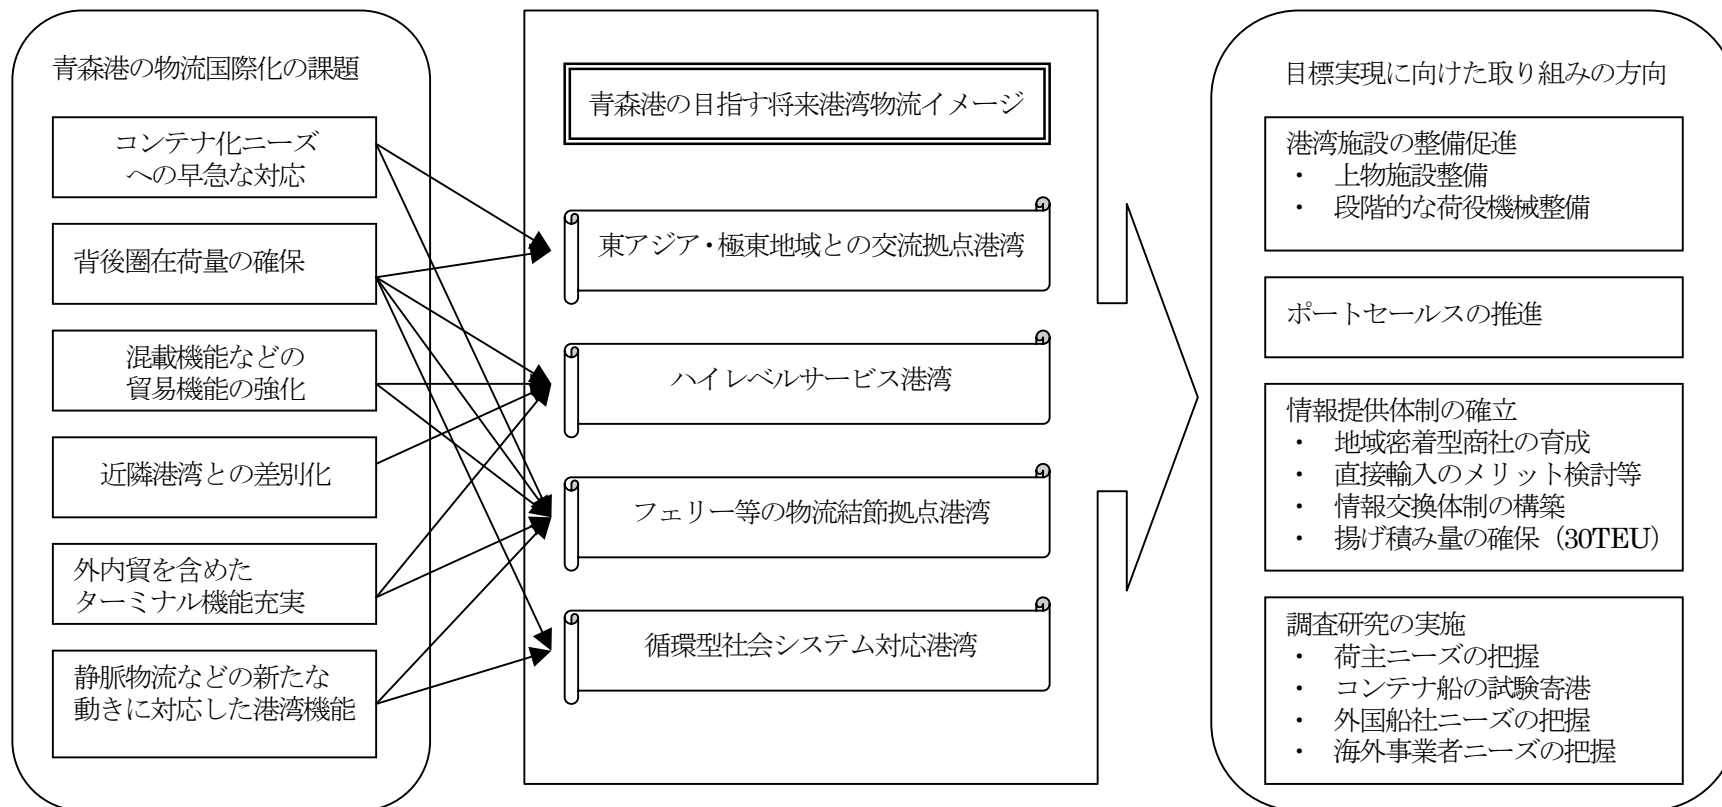 青森港の物流国際化の課題
コンテナ化ニーズ
への早急な対応
背後圏在荷量の確保
混載機能などの
貿易機能の強化
近隣港湾との差別化
外内貿を含めた
ターミナル機能充実
静脈物流などの新たな
動きに対応した港湾機能
青森港の目指す将来港湾物流イメージ
東アジア・極東地域との交流拠点港湾
ハイレベルサービス港湾
フェリー等の物流結節拠点港湾
循環型社会システム対応港湾
目標実現に向けた取り組みの方向
港湾施設の整備促進
・ 上物施設整備
・ 段階的な荷役機械整備
ポートセールスの推進
情報提供体制の確立
・ 地域密着型商社の育成
・ 直接輸入のメリット検討等
・ 情報交換体制の構築
・ 揚げ積み量の確保（30TEU）
調査研究の実施
・ 荷主ニーズの把握
・ コンテナ船の試験寄港
・ 外国船社ニーズの把握
・ 海外事業者ニーズの把握